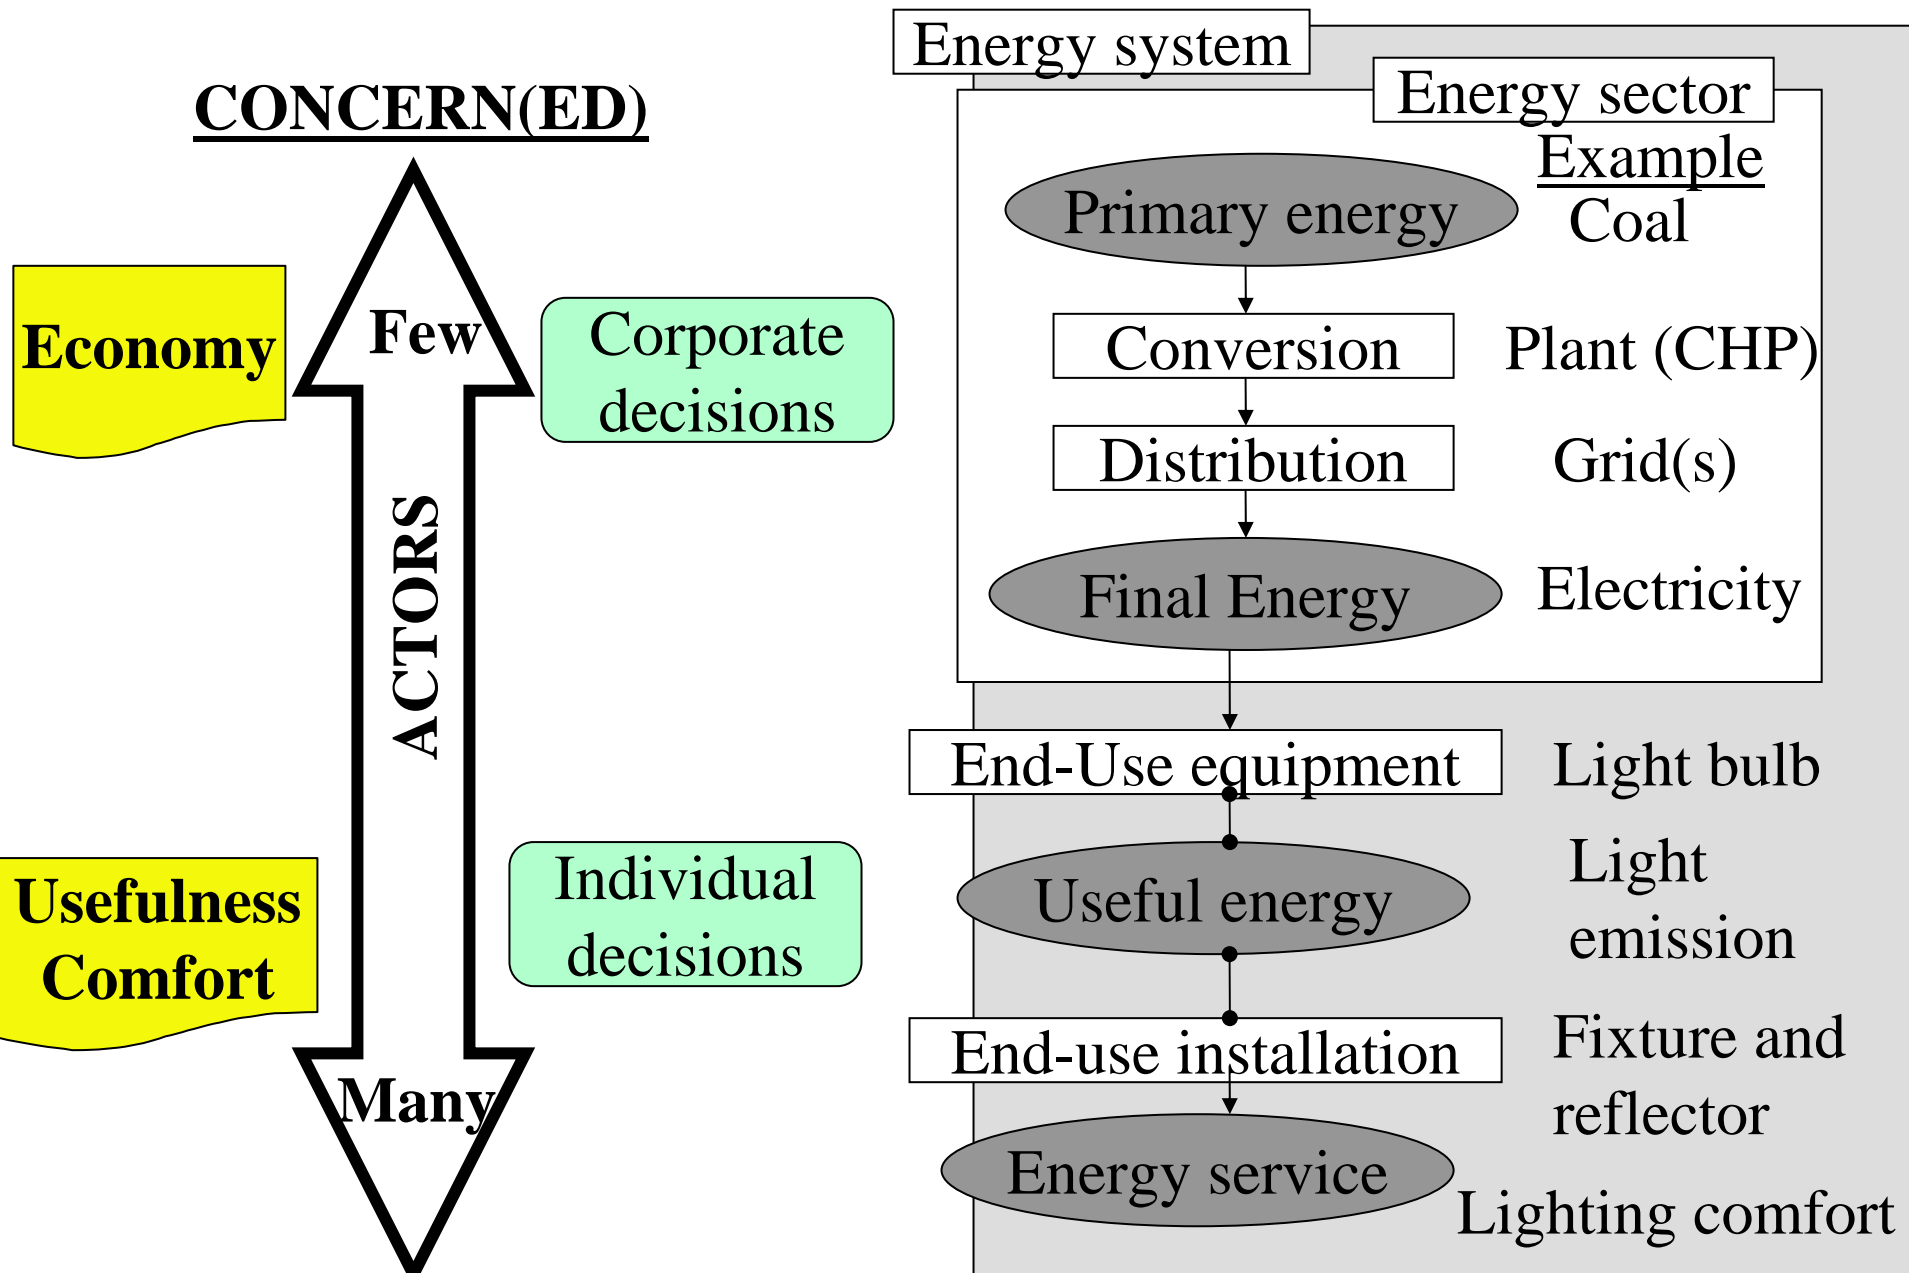 CONCERN(ED)
Economy
Few
Corporate
decisions
ACTORS
Usefulness
Comfort
Individual
decisions
Many
Energy system
Energy sector
Example
Primary energy
Coal
Conversion
Plant (CHP)
Distribution
Grid(s)
Final Energy
Electricity
End-Use equipment
Light bulb
Useful energy
Light
emission
End-use installation
Fixture and
reflector
Energy service
Lighting comfort